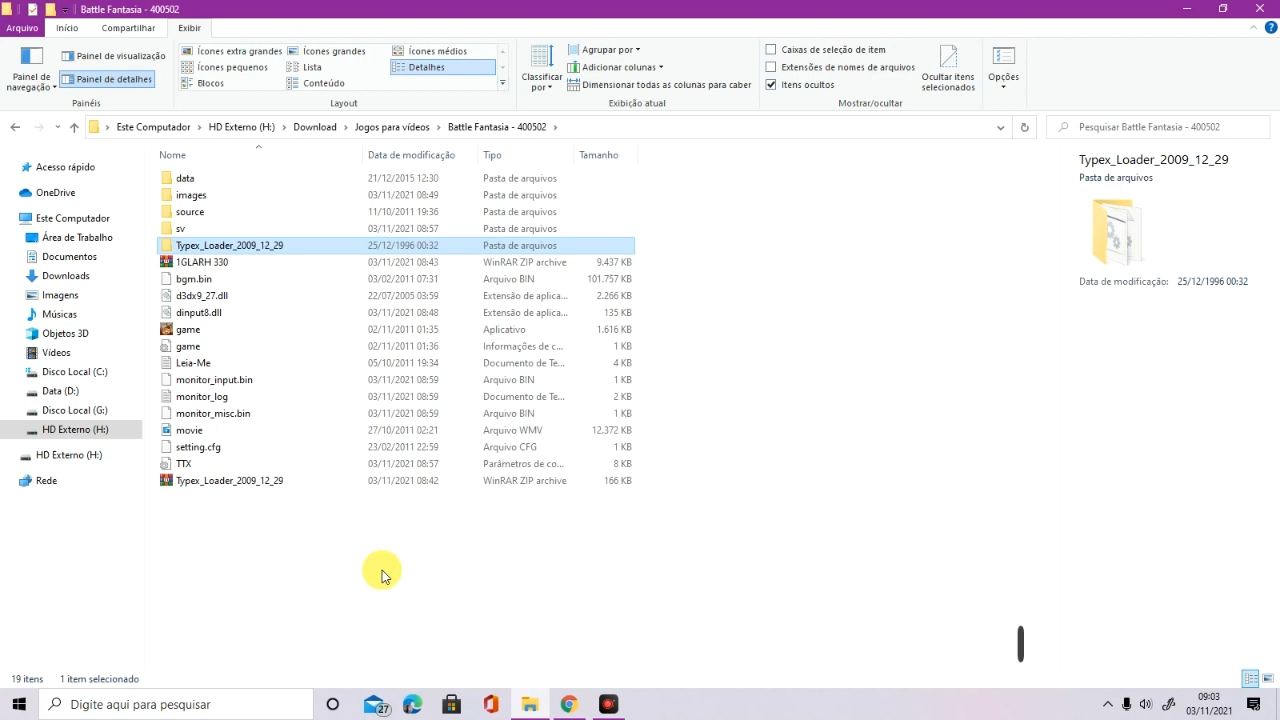 Battle Fantasia - 400502
Arquivo Início Compartilhar Exibir
Painel de navegação
Painel de visualização
Painel de detalhes
Painéis
Ícones extra grandes Ícones grandes Ícones médios
Ícones pequenos Lista Detalhes
Blocos Conteúdo
Layout
Classificar por
Agrupar por
Adicionar colunas
Dimensionar todas as colunas para caber
Exibição atual
Caixas de seleção de item
Extensões de nomes de arquivos
Itens ocultos
Ocultar itens selecionados
Mostrar/ocultar
Opções
Este Computador > HD Externo (H:) > Download > Jogos para vídeos > Battle Fantasia - 400502 >
Pesquisar Battle Fantasia - 400502
Acesso rápido
OneDrive
Este Computador
Área de Trabalho
Documentos
Downloads
Imagens
Músicas
Objetos 3D
Vídeos
Disco Local (C:)
Data (D:)
Disco Local (G:)
HD Externo (H:)
HD Externo (H:)
Rede
Nome Data de modificação Tipo Tamanho
data 21/12/2015 12:30 Pasta de arquivos
images 03/11/2021 08:49 Pasta de arquivos
source 11/10/2011 19:36 Pasta de arquivos
sv 03/11/2021 08:57 Pasta de arquivos
Typex_Loader_2009_12_29 25/12/1996 00:32 Pasta de arquivos
1GLARH 330 03/11/2021 08:43 WinRAR ZIP archive 9.437 KB
bgm.bin 03/02/2011 07:31 Arquivo BIN 101.757 KB
d3dx9_27.dll 22/07/2005 03:59 Extensão de aplica... 2.266 KB
dinput8.dll 03/11/2021 08:48 Extensão de aplica... 135 KB
game 02/11/2011 01:35 Aplicativo 1.616 KB
game 02/11/2011 01:36 Informações de c... 1 KB
Leia-Me 05/10/2011 19:34 Documento de Te... 4 KB
monitor_input.bin 03/11/2021 08:59 Arquivo BIN 1 KB
monitor_log 03/11/2021 08:59 Documento de Te... 2 KB
monitor_misc.bin 03/11/2021 08:59 Arquivo BIN 1 KB
movie 27/10/2011 02:21 Arquivo WMV 12.372 KB
setting.cfg 23/02/2011 22:59 Arquivo CFG 1 KB
TTX 03/11/2021 08:57 Parâmetros de co... 8 KB
Typex_Loader_2009_12_29 03/11/2021 08:42 WinRAR ZIP archive 166 KB
Typex_Loader_2009_12_29
Pasta de arquivos
Data de modificação: 25/12/1996 00:32
19 itens 1 item selecionado
Digite aqui para pesquisar
27
09:03
03/11/2021